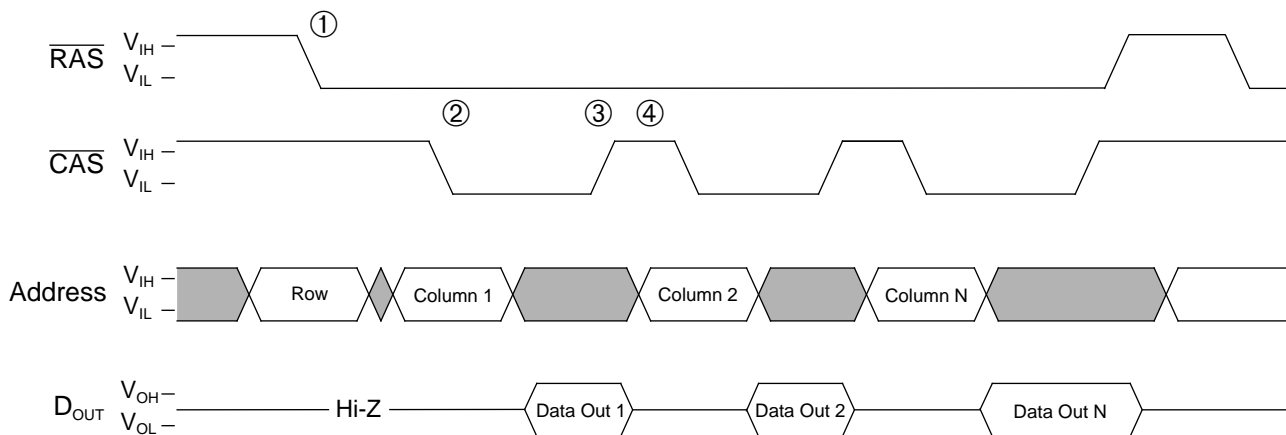 ①
RAS
V_IH
V_IL
② ③ ④
CAS
V_IH
V_IL
Address
V_IH
V_IL
Row Column 1 Column 2 Column N
D_OUT
V_OH
V_OL
Hi-Z Data Out 1 Data Out 2 Data Out N